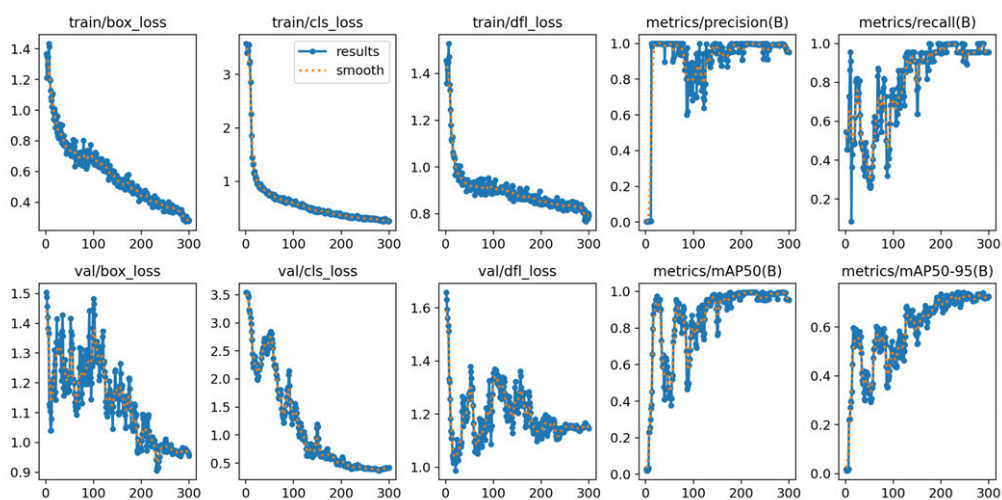 train/box_loss
train/cls_loss
train/dfl_loss
metrics/precision(B)
metrics/recall(B)
1.4
1.2
1.0
0.8
0.6
0.4
0 100 200 300
3
2
1
results
smooth
0 100 200 300
1.4
1.2
1.0
0.8
0 100 200 300
1.0
0.8
0.6
0.4
0.2
0.0
0 100 200 300
1.0
0.8
0.6
0.4
0.2
0 100 200 300
val/box_loss
val/cls_loss
val/dfl_loss
metrics/mAP50(B)
metrics/mAP50-95(B)
1.5
1.4
1.3
1.2
1.1
1.0
0.9
0 100 200 300
3.5
3.0
2.5
2.0
1.5
1.0
0.5
0 100 200 300
1.6
1.4
1.2
1.0
0 100 200 300
1.0
0.8
0.6
0.4
0.2
0.0
0 100 200 300
0.6
0.4
0.2
0.0
0 100 200 300